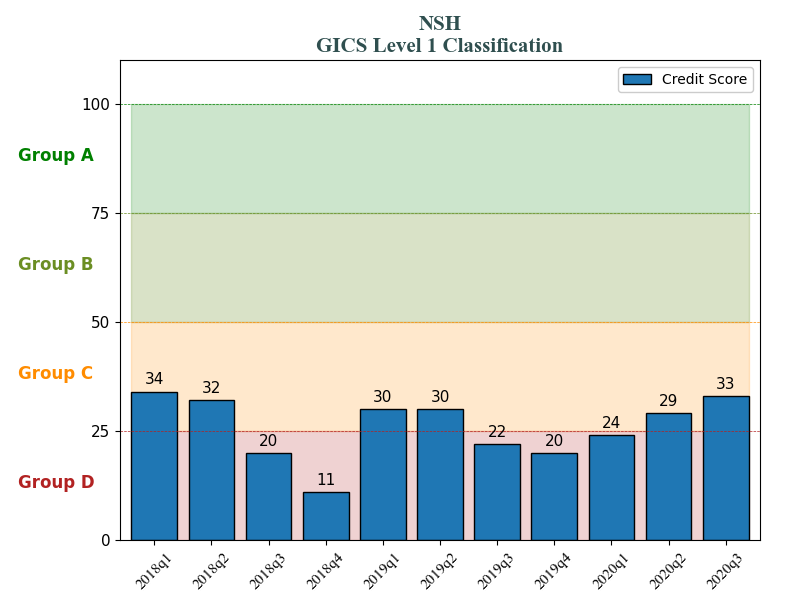 NSH
GICS Level 1 Classification
Credit Score
100
Group A
75
Group B
50
Group C
34 32 20 11 30 30 22 20 24 29 33
25
Group D
0
2018q1 2018q2 2018q3 2018q4 2019q1 2019q2 2019q3 2019q4 2020q1 2020q2 2020q3